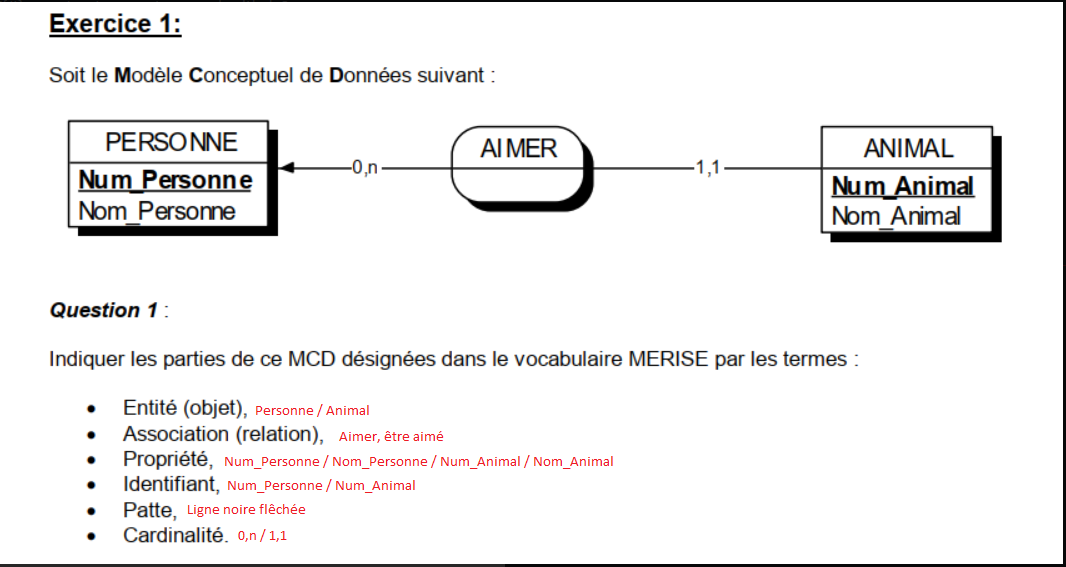 Exercice 1:
Soit le Modèle Conceptuel de Données suivant :
PERSONNE
Num_Personne
Nom_Personne
0,n
AIMER
1,1
ANIMAL
Num_Animal
Nom_Animal
Question 1 :
Indiquer les parties de ce MCD désignées dans le vocabulaire MERISE par les termes :
• Entité (objet), Personne / Animal
• Association (relation), Aimer, être aimé
• Propriété, Num_Personne / Nom_Personne / Num_Animal / Nom_Animal
• Identifiant, Num_Personne / Num_Animal
• Patte, Ligne noire flêchée
• Cardinalité. 0,n / 1,1